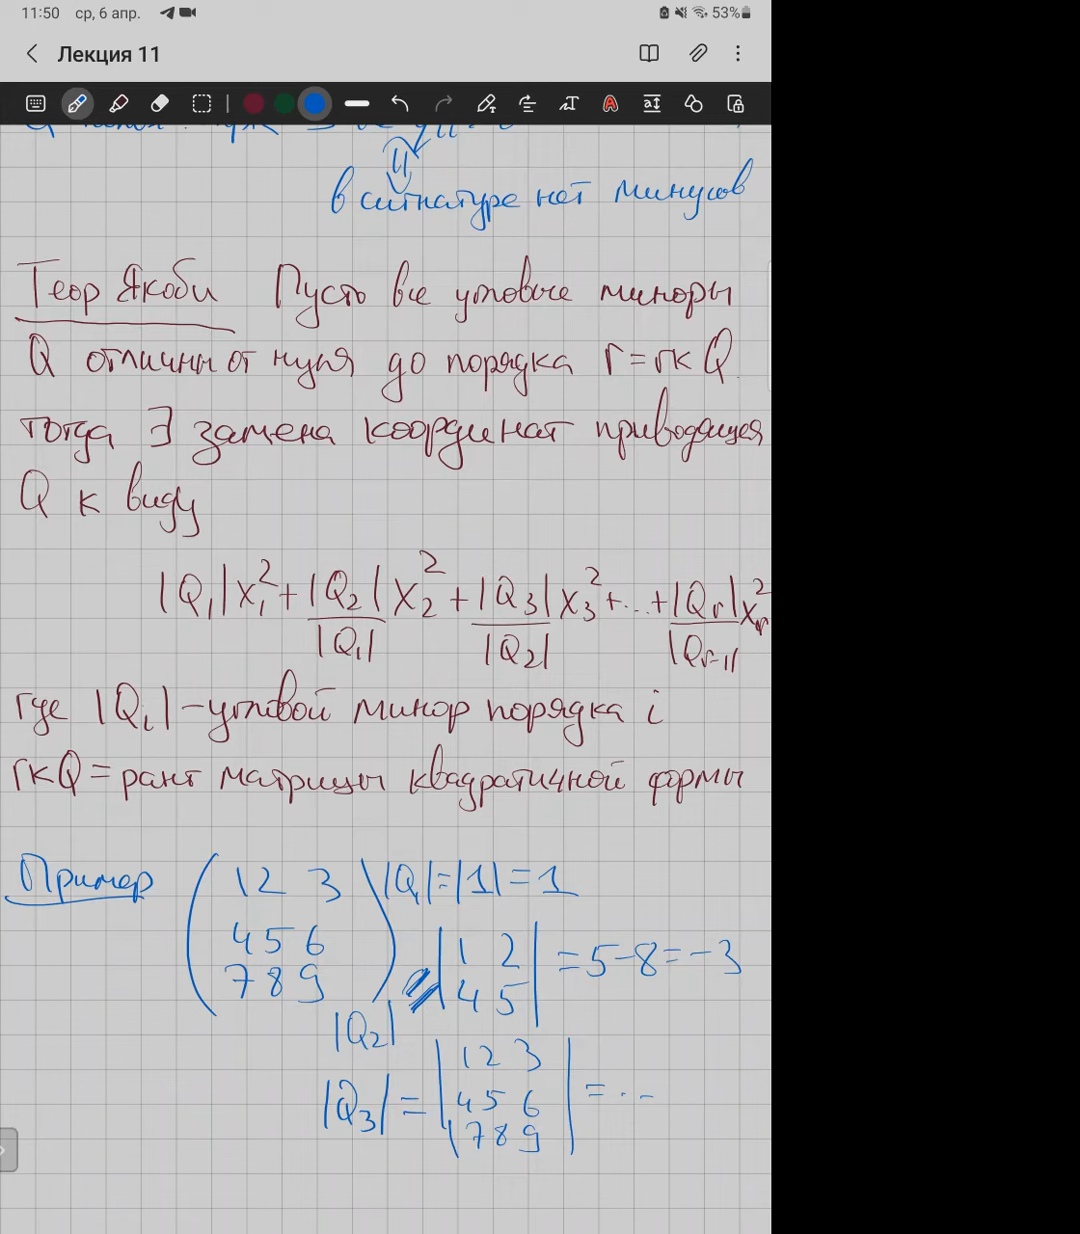 11:50 ср, 6 апр. 53%
Лекция 11
в сигнатуре нет минусов
Теор Якоби Пусть все угловые миноры
Q отличны от нуля до порядка r = rk Q
тогда ∃ замена координат приводящая
Q к виду
|Q₁|x₁² + |Q₂|/|Q₁| x₂² + |Q₃|/|Q₂| x₃² + ... + |Qr|/|Qr-1| xr²
где |Qi| - угловой минор порядка i
rkQ = ранг матрицы квадратичной формы
Пример
1 2 3
4 5 6
7 8 9
|Q₁| = |1| = 1
|Q₂|
|1 2|
|4 5|
= 5 - 8 = -3
|Q₃| =
|1 2 3|
|4 5 6|
|7 8 9|
= ...